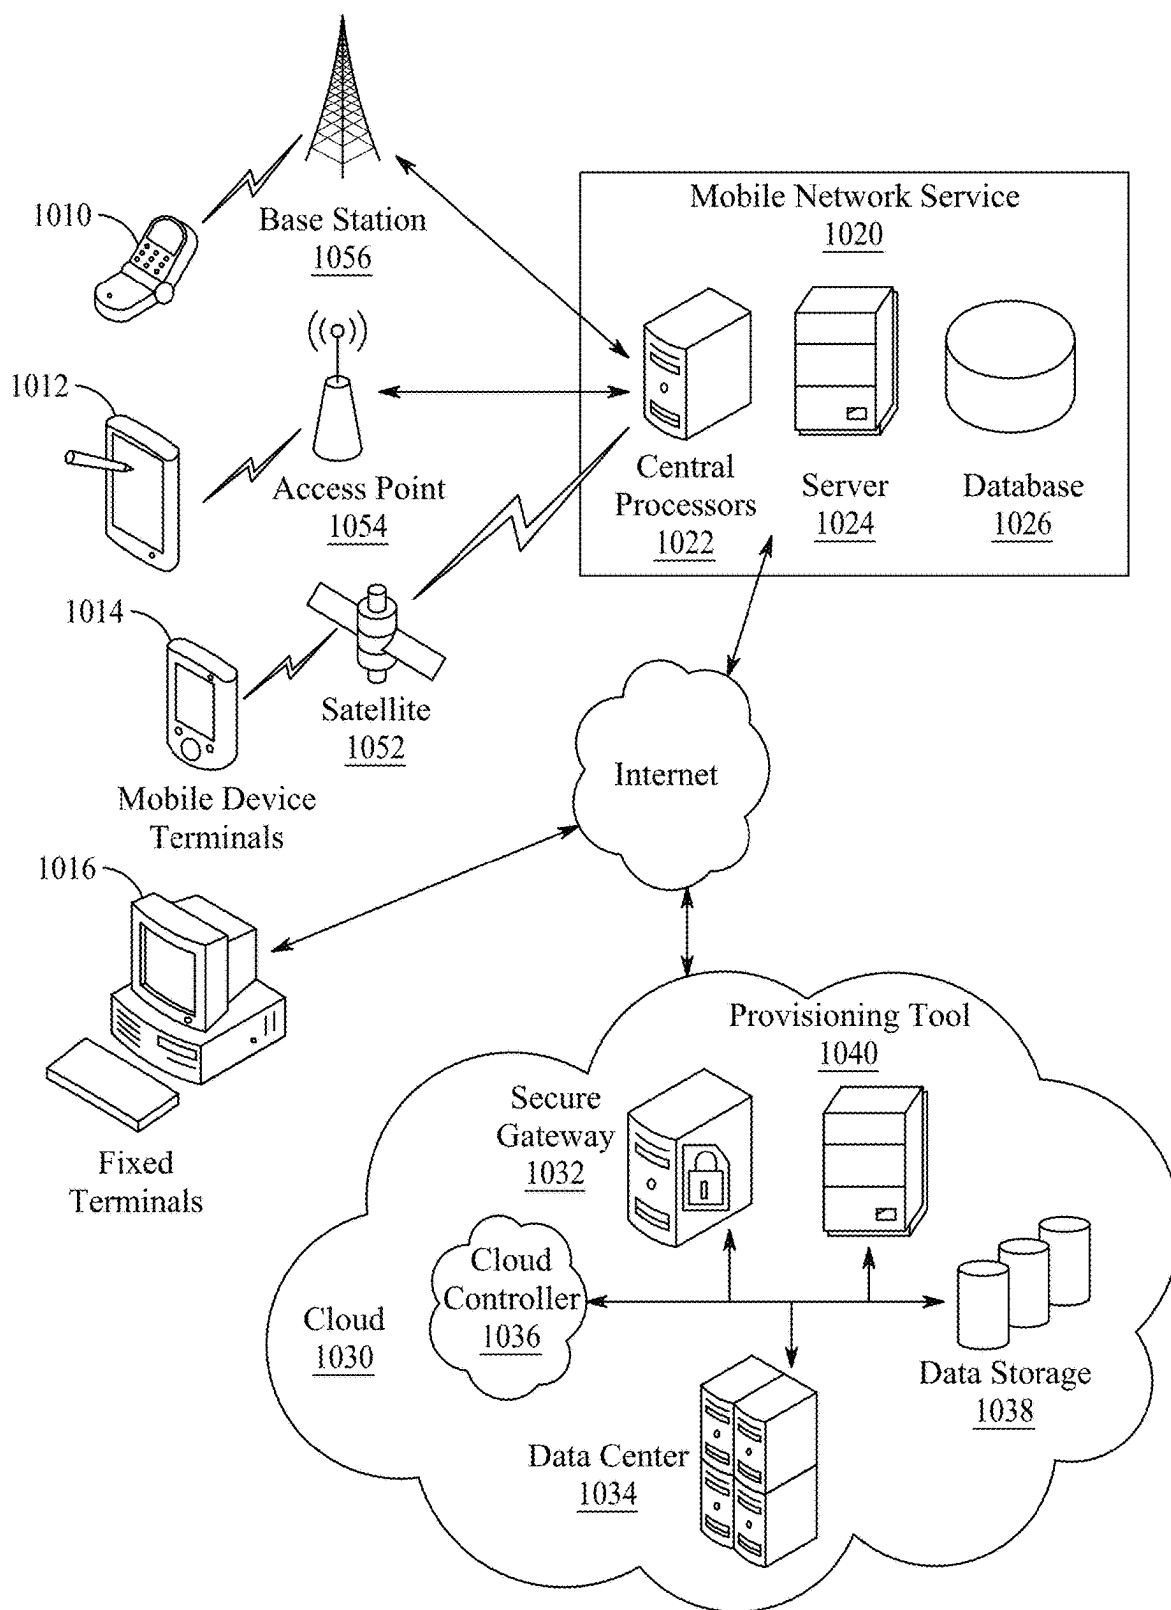 1010
Base Station
1056
Mobile Network Service
1020
1012
Access Point
1054
Central
Processors
1022
Server
1024
Database
1026
1014
Satellite
1052
Mobile Device
Terminals
Internet
1016
Fixed
Terminals
Provisioning Tool
1040
Secure
Gateway
1032
Cloud
Controller
1036
Cloud
1030
Data Storage
1038
Data Center
1034